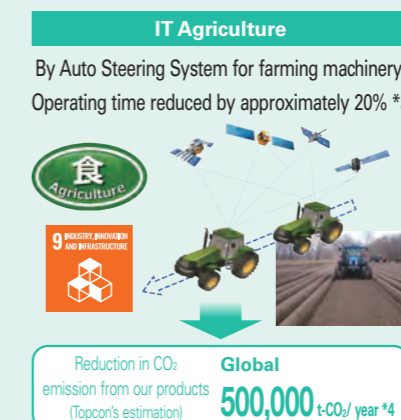 IT Agriculture
By Auto Steering System for farming machinery
Operating time reduced by approximately 20% *
食
Agriculture
9 INDUSTRY, INNOVATION
AND INFRASTRUCTURE
Reduction in CO₂
emission from our products
(Topcon's estimation)
Global
500,000 t-CO₂/ year *4